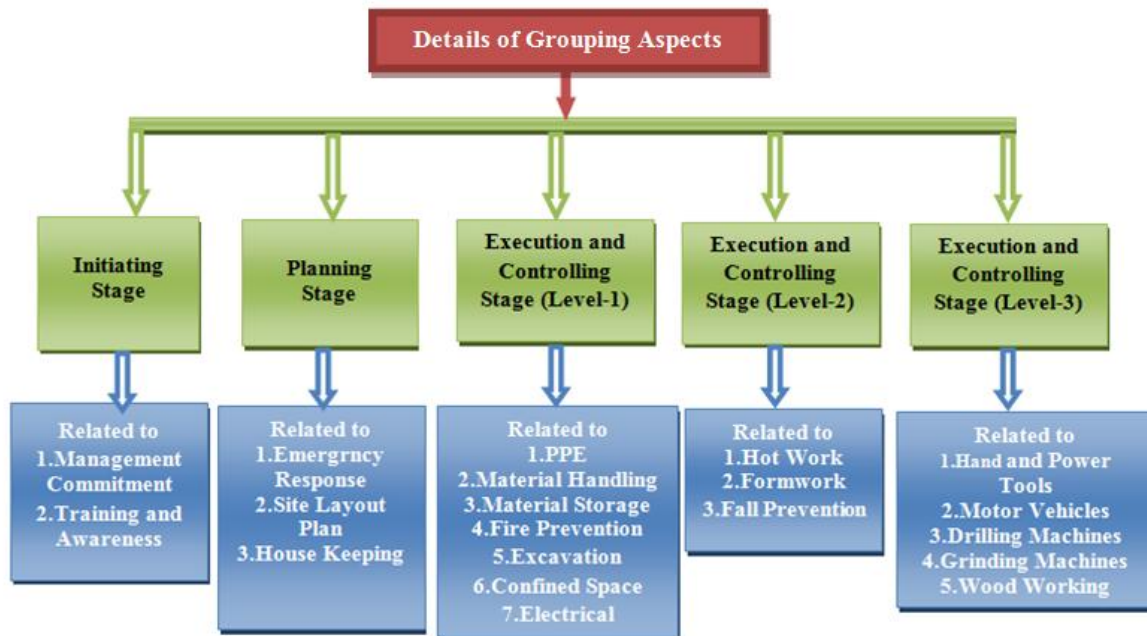 Details of Grouping Aspects
Initiating
Stage
Planning
Stage
Execution and
Controlling
Stage (Level-1)
Execution and
Controlling
Stage (Level-2)
Execution and
Controlling
Stage (Level-3)
Related to
1.Management
Commitment
2.Training and
Awareness
Related to
1.Emergrncy
Response
2.Site Layout
Plan
3.House Keeping
Related to
1.PPE
2.Material Handling
3.Material Storage
4.Fire Prevention
5.Excavation
6.Confined Space
7.Electrical
Related to
1.Hot Work
2.Formwork
3.Fall Prevention
Related to
1.Hand and Power
Tools
2.Motor Vehicles
3.Drilling Machines
4.Grinding Machines
5.Wood Working